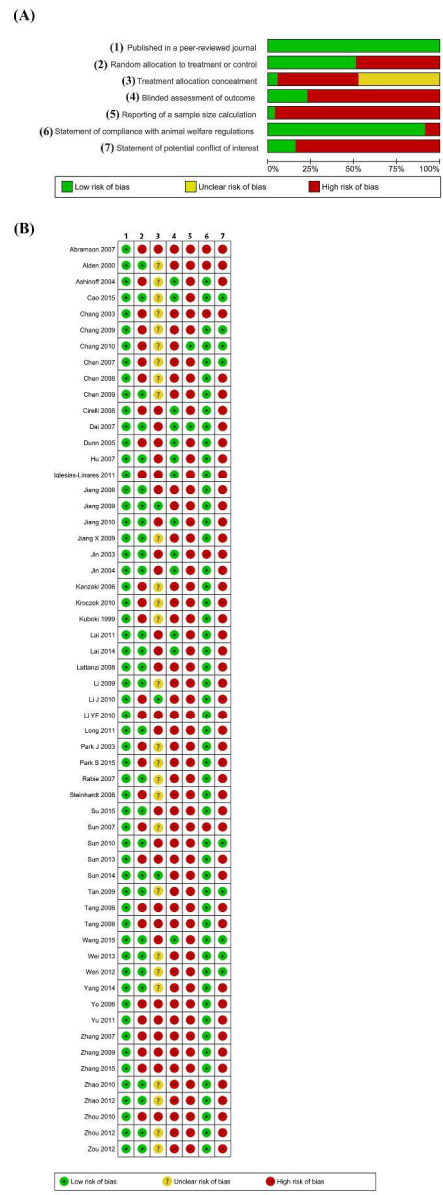 (A)
(1) Published in a peer-reviewed journal
(2) Random allocation to treatment or control
(3) Treatment allocation concealment
(4) Blinded assessment of outcome
(5) Reporting of a sample size calculation
(6) Statement of compliance with animal welfare regulations
(7) Statement of potential conflict of interest
0% 25% 50% 75% 100%
Low risk of bias Unclear risk of bias High risk of bias
(B)
1 2 3 4 5 6 7
Abramson 2007
Alden 2000 ?
Ashinoff 2004 ?
Cao 2015 ?
Chang 2003 ?
Chang 2009 ?
Chang 2010 ?
Chen 2007 ?
Chen 2008 ?
Chen 2009 ?
Cirelli 2008
Dai 2007
Dunn 2005
Hu 2007
Iglesias-Linares 2011
Jiang 2006
Jiang 2009
Jiang 2010
Jiang X 2009 ?
Jin 2003
Jin 2004
Kanzaki 2006 ?
Kroczek 2010 ?
Kuboki 1999 ?
Lai 2011
Lai 2014
Lattanzi 2008
Li 2009 ?
Li J 2010
Li YF 2010
Long 2011
Park J 2003 ?
Park S 2015 ?
Rabie 2007 ?
Steinhardt 2008 ?
Su 2015
Sun 2007 ?
Sun 2010
Sun 2013
Sun 2014
Tan 2009 ?
Tang 2006
Tang 2008
Wang 2015
Wei 2013 ?
Wen 2012 ?
Yang 2014 ?
Ye 2006
Yu 2011
Zhang 2007
Zhang 2009
Zhang 2015
Zhao 2010 ?
Zhao 2012 ?
Zhou 2010
Zhou 2012 ?
Zou 2012 ?
+ Low risk of bias ? Unclear risk of bias High risk of bias